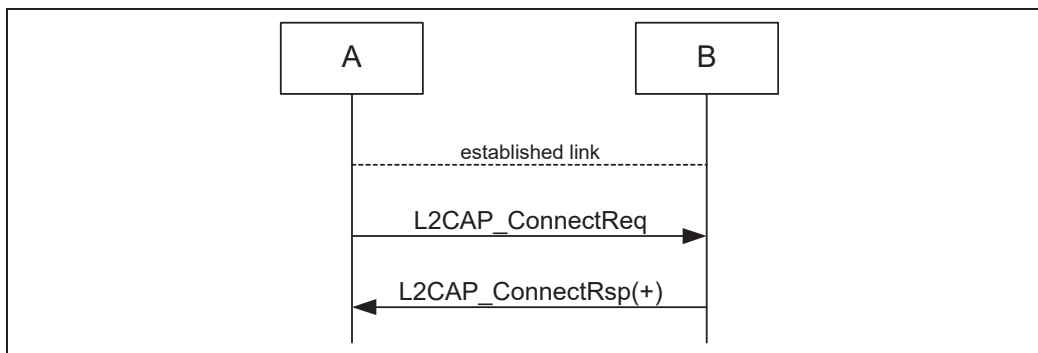 A
B
established link
L2CAP_ConnectReq
L2CAP_ConnectRsp(+)